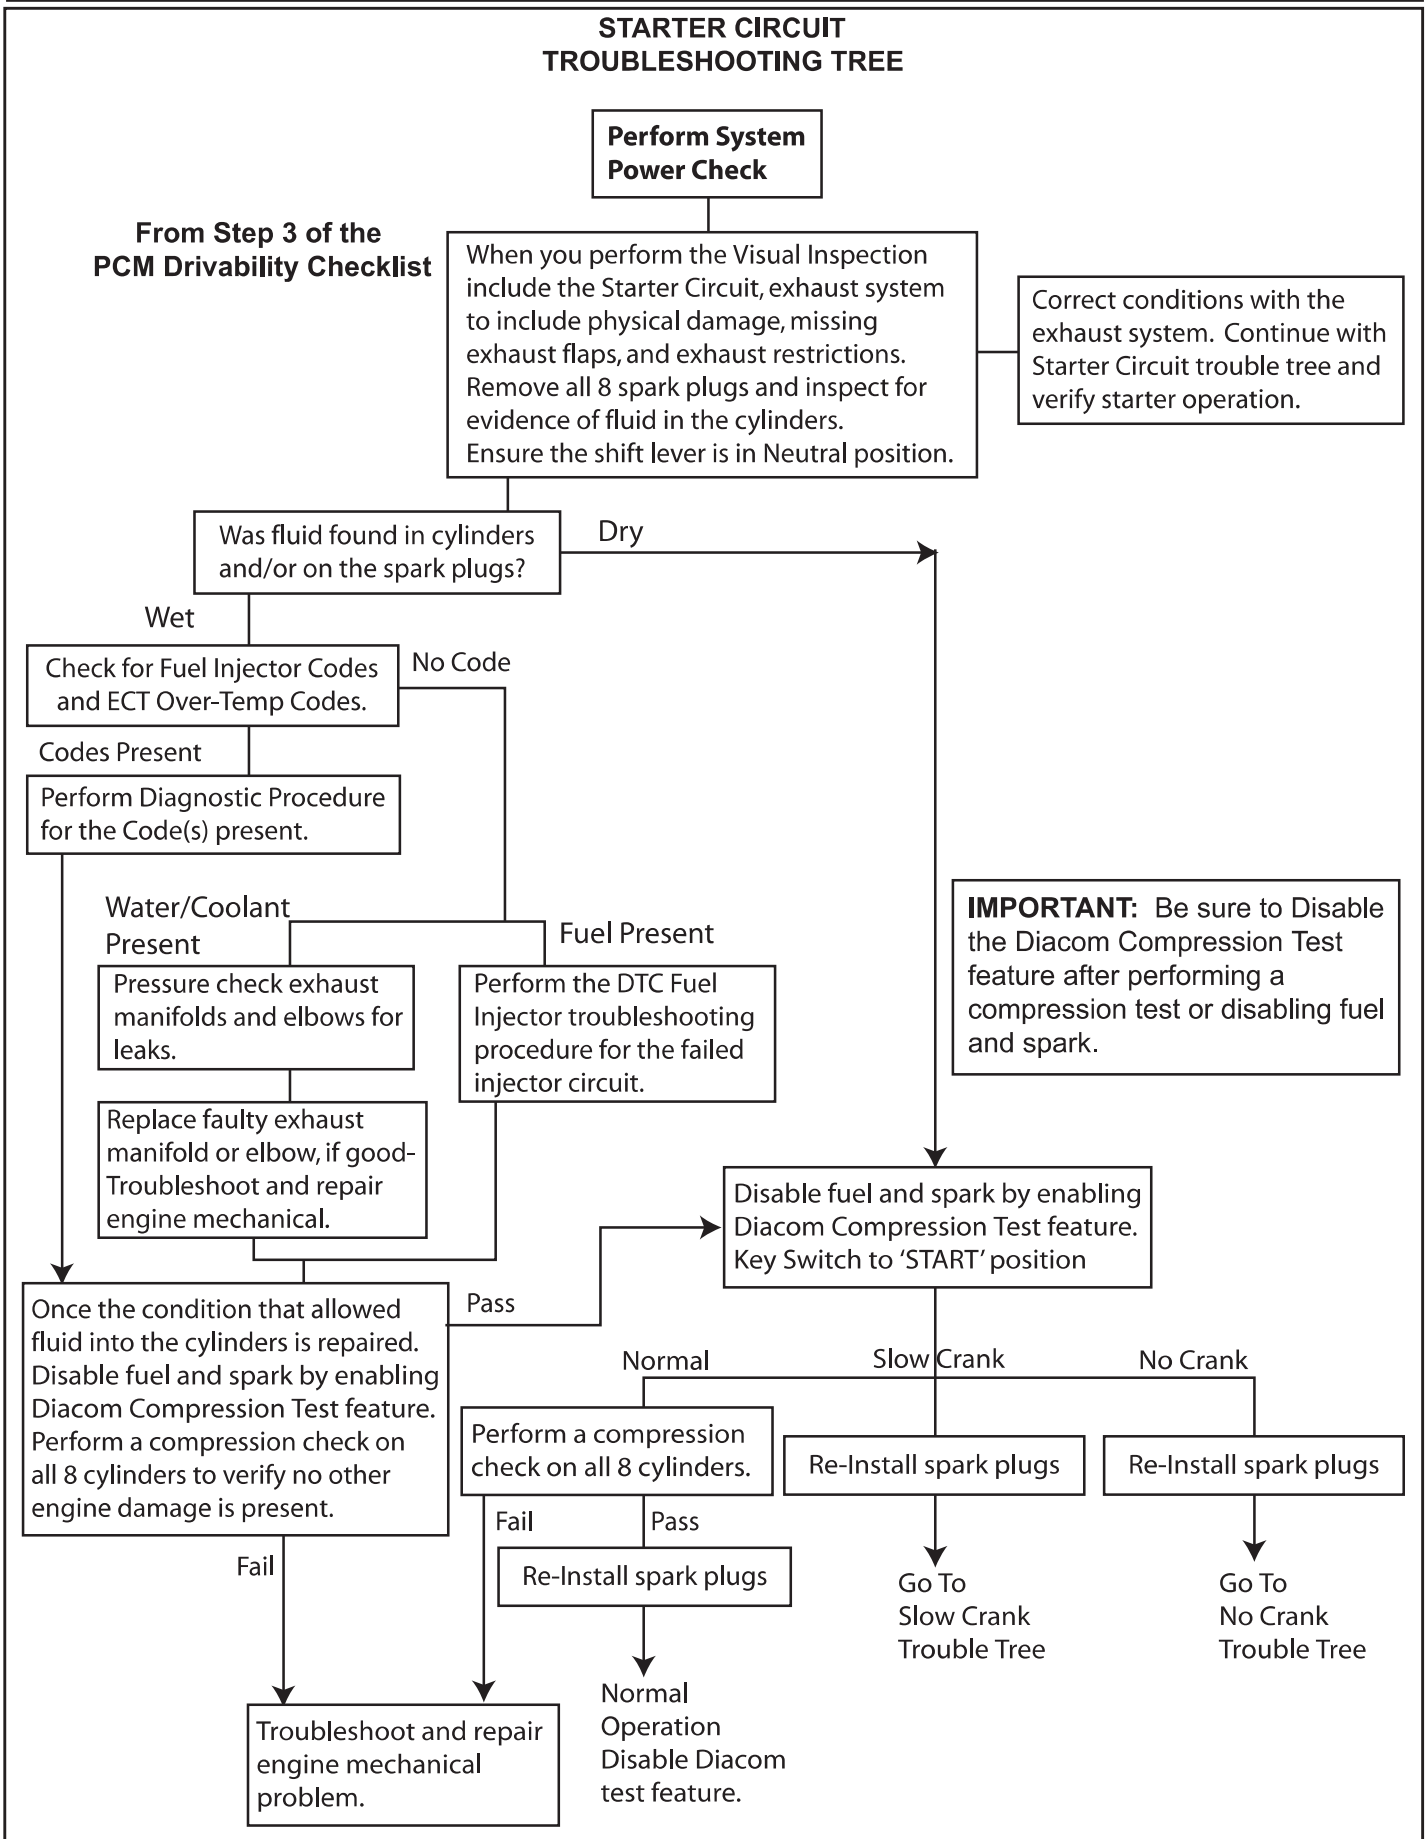 STARTER CIRCUIT
TROUBLESHOOTING TREE
Perform System
Power Check
From Step 3 of the
PCM Drivability Checklist
When you perform the Visual Inspection
include the Starter Circuit, exhaust system
to include physical damage, missing
exhaust flaps, and exhaust restrictions.
Remove all 8 spark plugs and inspect for
evidence of fluid in the cylinders.
Ensure the shift lever is in Neutral position.
Correct conditions with the
exhaust system. Continue with
Starter Circuit trouble tree and
verify starter operation.
Was fluid found in cylinders
and/or on the spark plugs?
Dry
Wet
Check for Fuel Injector Codes
and ECT Over-Temp Codes.
No Code
Codes Present
Perform Diagnostic Procedure
for the Code(s) present.
Water/Coolant
Present
Fuel Present
Pressure check exhaust
manifolds and elbows for
leaks.
Perform the DTC Fuel
Injector troubleshooting
procedure for the failed
injector circuit.
IMPORTANT: Be sure to Disable
the Diacom Compression Test
feature after performing a
compression test or disabling fuel
and spark.
Replace faulty exhaust
manifold or elbow, if good-
Troubleshoot and repair
engine mechanical.
Disable fuel and spark by enabling
Diacom Compression Test feature.
Key Switch to ‘START’ position
Once the condition that allowed
fluid into the cylinders is repaired.
Disable fuel and spark by enabling
Diacom Compression Test feature.
Perform a compression check on
all 8 cylinders to verify no other
engine damage is present.
Pass
Normal
Slow Crank
No Crank
Perform a compression
check on all 8 cylinders.
Re-Install spark plugs
Re-Install spark plugs
Fail
Fail
Pass
Re-Install spark plugs
Go To
Slow Crank
Trouble Tree
Go To
No Crank
Trouble Tree
Troubleshoot and repair
engine mechanical
problem.
Normal
Operation
Disable Diacom
test feature.